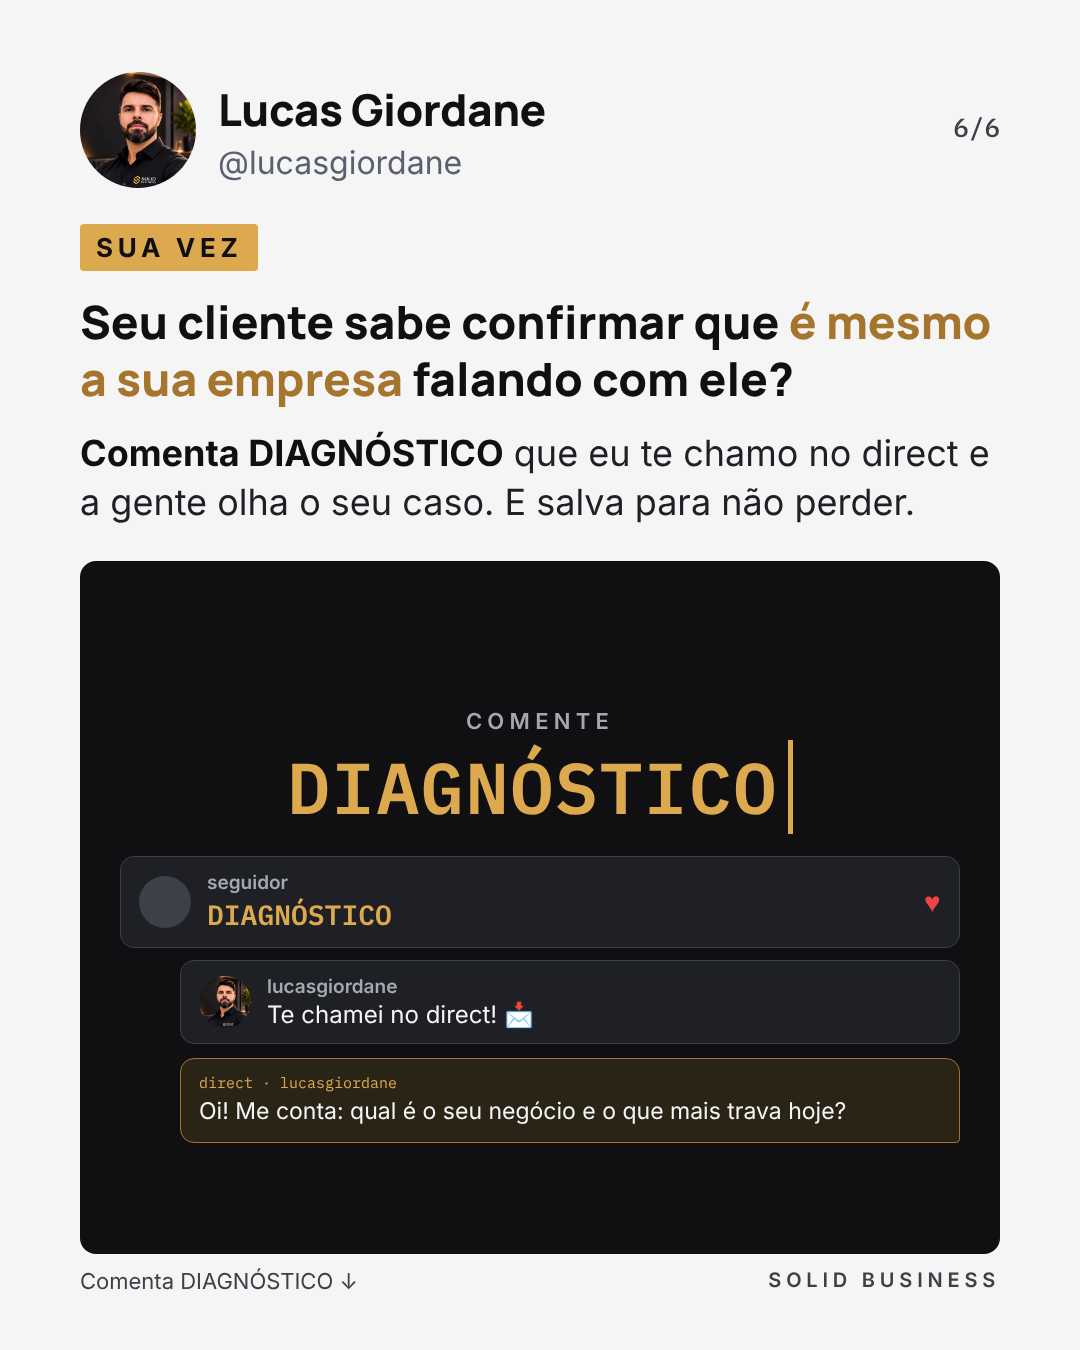 Lucas Giordane
@lucasgiordane
6/6
SUA VEZ
Seu cliente sabe confirmar que é mesmo
a sua empresa falando com ele?
Comenta DIAGNÓSTICO que eu te chamo no direct e
a gente olha o seu caso. E salva para não perder.
COMENTE
DIAGNÓSTICO
seguidor
DIAGNÓSTICO
♥
lucasgiordane
Te chamei no direct! 📩
direct · lucasgiordane
Oi! Me conta: qual é o seu negócio e o que mais trava hoje?
Comenta DIAGNÓSTICO ↓
SOLID BUSINESS